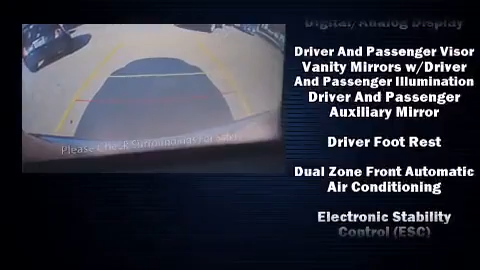 Digital/Analog Display
Driver And Passenger Visor
Vanity Mirrors w/Driver
And Passenger Illumination
Driver And Passenger
Auxiliary Mirror
Driver Foot Rest
Dual Zone Front Automatic
Air Conditioning
Electronic Stability
Control (ESC)
Please Check Surroundings For Safety